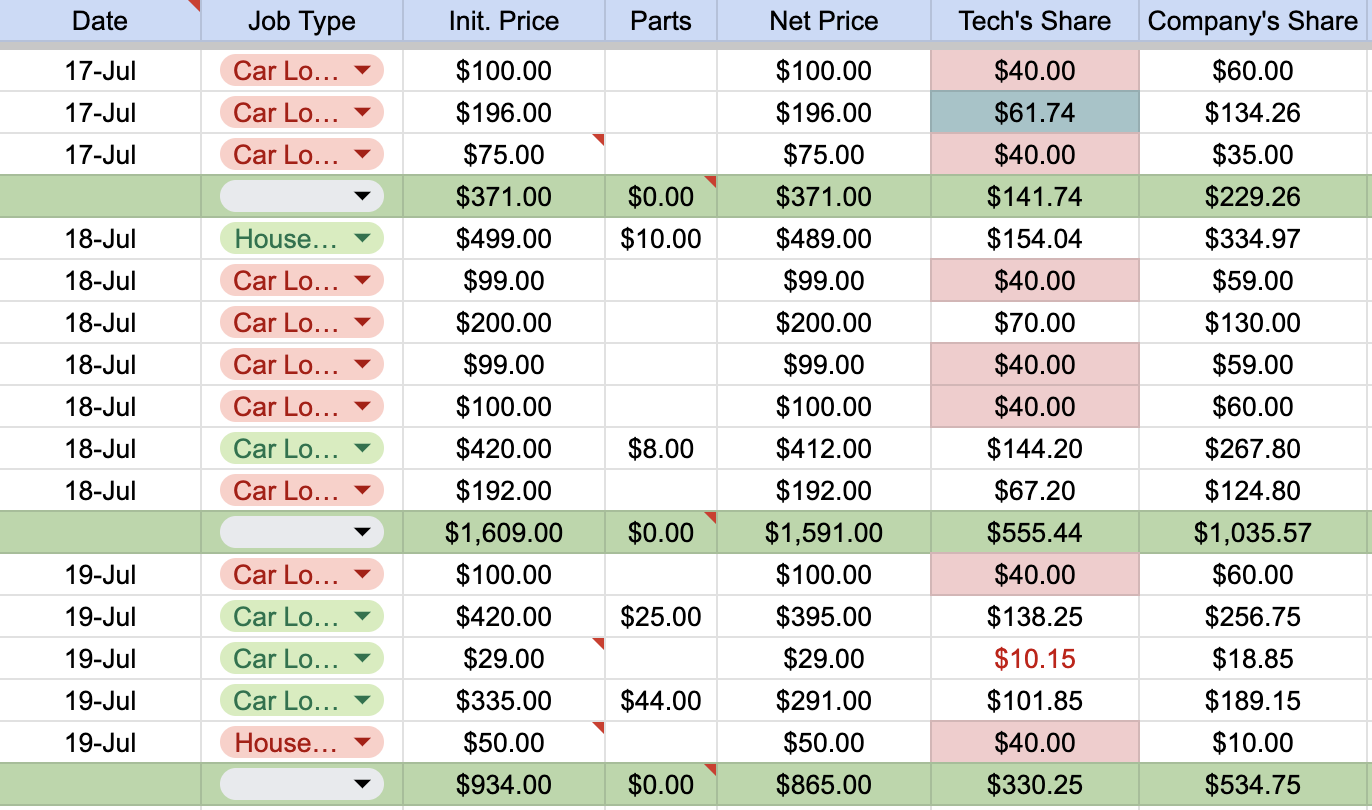 Date Job Type Init. Price Parts Net Price Tech's Share Company's Share
17-Jul Car Lo... $100.00 $100.00 $40.00 $60.00
17-Jul Car Lo... $196.00 $196.00 $61.74 $134.26
17-Jul Car Lo... $75.00 $75.00 $40.00 $35.00
$371.00 $0.00 $371.00 $141.74 $229.26
18-Jul House... $499.00 $10.00 $489.00 $154.04 $334.97
18-Jul Car Lo... $99.00 $99.00 $40.00 $59.00
18-Jul Car Lo... $200.00 $200.00 $70.00 $130.00
18-Jul Car Lo... $99.00 $99.00 $40.00 $59.00
18-Jul Car Lo... $100.00 $100.00 $40.00 $60.00
18-Jul Car Lo... $420.00 $8.00 $412.00 $144.20 $267.80
18-Jul Car Lo... $192.00 $192.00 $67.20 $124.80
$1,609.00 $0.00 $1,591.00 $555.44 $1,035.57
19-Jul Car Lo... $100.00 $100.00 $40.00 $60.00
19-Jul Car Lo... $420.00 $25.00 $395.00 $138.25 $256.75
19-Jul Car Lo... $29.00 $29.00 $10.15 $18.85
19-Jul Car Lo... $335.00 $44.00 $291.00 $101.85 $189.15
19-Jul House... $50.00 $50.00 $40.00 $10.00
$934.00 $0.00 $865.00 $330.25 $534.75